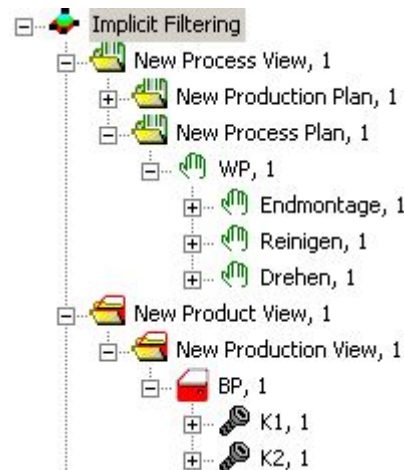 Implicit Filtering
New Process View, 1
New Production Plan, 1
New Process Plan, 1
WP, 1
Endmontage, 1
Reinigen, 1
Drehen, 1
New Product View, 1
New Production View, 1
BP, 1
K1, 1
K2, 1